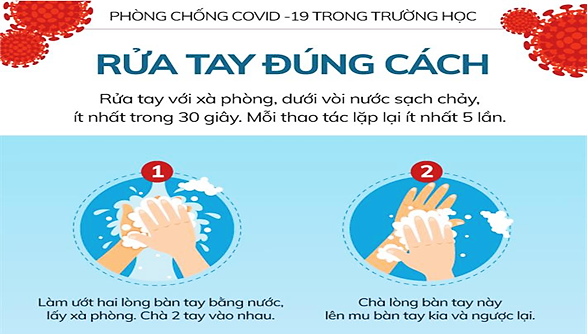 PHÒNG CHỐNG COVID -19 TRONG TRƯỜNG HỌC
RỬA TAY ĐÚNG CÁCH
Rửa tay với xà phòng, dưới vòi nước sạch chảy,
ít nhất trong 30 giây. Mỗi thao tác lặp lại ít nhất 5 lần.
1
Làm ướt hai lòng bàn tay bằng nước,
lấy xà phòng. Chà 2 tay vào nhau.
2
Chà lòng bàn tay này
lên mu bàn tay kia và ngược lại.